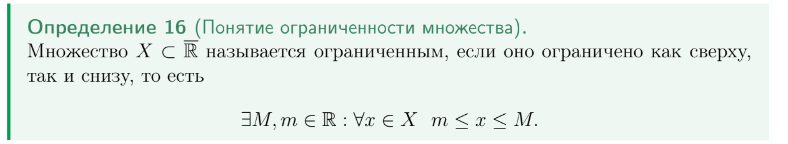 Определение 16 (Понятие ограниченности множества).
Множество X ⊂ ℝ̅ называется ограниченным, если оно ограничено как сверху,
так и снизу, то есть
∃M, m ∈ ℝ : ∀x ∈ X m ≤ x ≤ M.